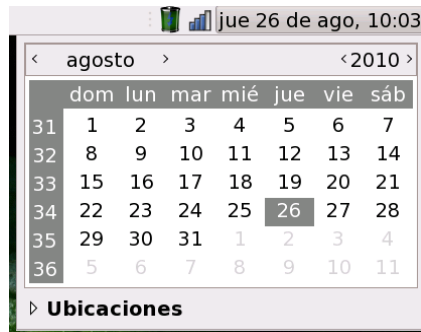 jue 26 de ago, 10:03
‹ agosto › ‹ 2010 ›
dom lun mar mié jue vie sáb
31 1 2 3 4 5 6 7
32 8 9 10 11 12 13 14
33 15 16 17 18 19 20 21
34 22 23 24 25 26 27 28
35 29 30 31 1 2 3 4
36 5 6 7 8 9 10 11
Ubicaciones